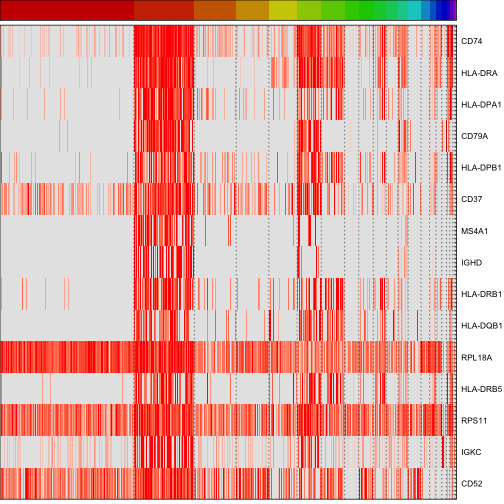 CD74
HLA-DRA
HLA-DPA1
CD79A
HLA-DPB1
CD37
MS4A1
IGHD
HLA-DRB1
HLA-DQB1
RPL18A
HLA-DRB5
RPS11
IGKC
CD52